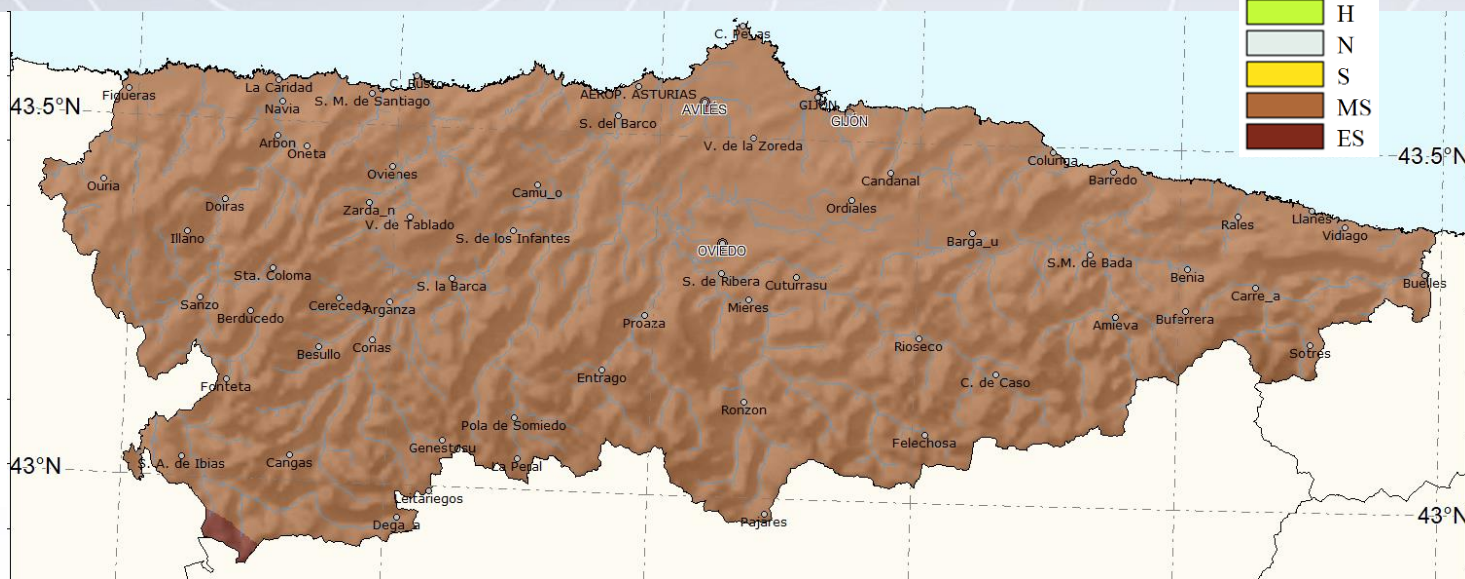 H
N
S
MS
ES
C. Peñas
C. Busto
Figueras
La Caridad
Navia
S. M. de Santiago
AEROP. ASTURIAS
AVILÉS
GIJÓN
GIJÓN
43.5°N
S. del Barco
V. de la Zoreda
Arbon
Oneta
Colunga
43.5°N
Ouria
Ovienes
Camu_o
Candanal
Barredo
Doiras
Zarda_n
V. de Tablado
Ordiales
Llanes
Rales
Vidiago
Illano
S. de los Infantes
OVIEDO
Barga_u
Sta. Coloma
S.M. de Bada
Benia
S. la Barca
S. de Ribera
Cuturrasu
Buelles
Sanzo
Berducedo
Cereceda
Arganza
Mieres
Carre_a
Proaza
Amieva
Buferrera
Besullo
Corias
Rioseco
Sotres
Fonteta
Entrago
C. de Caso
Ronzon
Pola de Somiedo
Felechosa
Genestosu
43°N
S. A. de Ibias
Cangas
La Peral
Leitariegos
Dega_a
Pajares
43°N